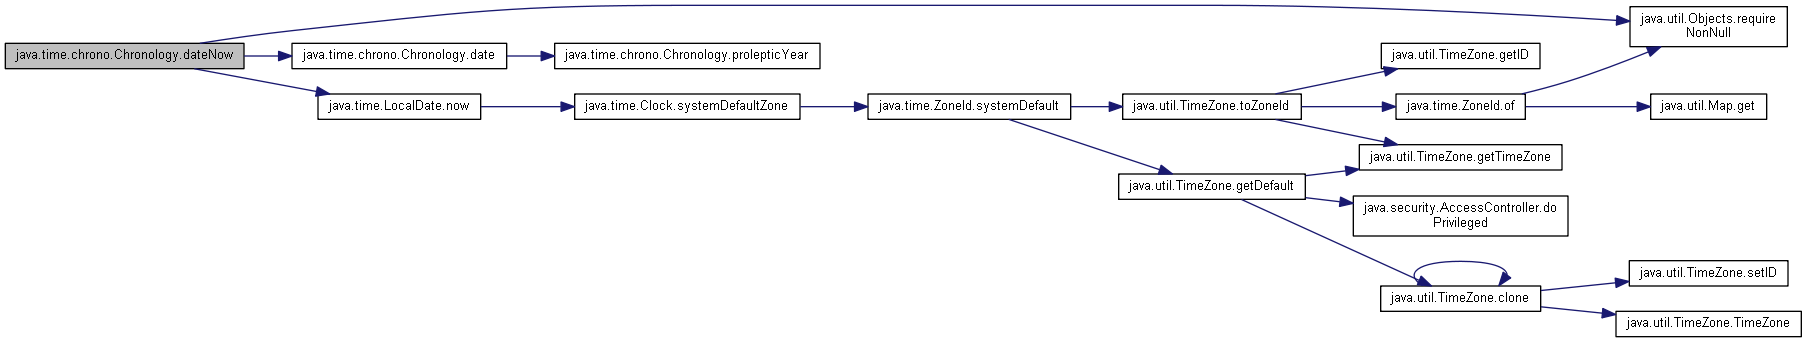 java.time.chrono.Chronology.dateNow
java.time.chrono.Chronology.date
java.time.chrono.Chronology.prolepticYear
java.time.LocalDate.now
java.time.Clock.systemDefaultZone
java.time.ZoneId.systemDefault
java.util.TimeZone.toZoneId
java.util.TimeZone.getID
java.time.ZoneId.of
java.util.Objects.require
NonNull
java.util.Map.get
java.util.TimeZone.getTimeZone
java.util.TimeZone.getDefault
java.security.AccessController.do
Privileged
java.util.TimeZone.clone
java.util.TimeZone.setID
java.util.TimeZone.TimeZone